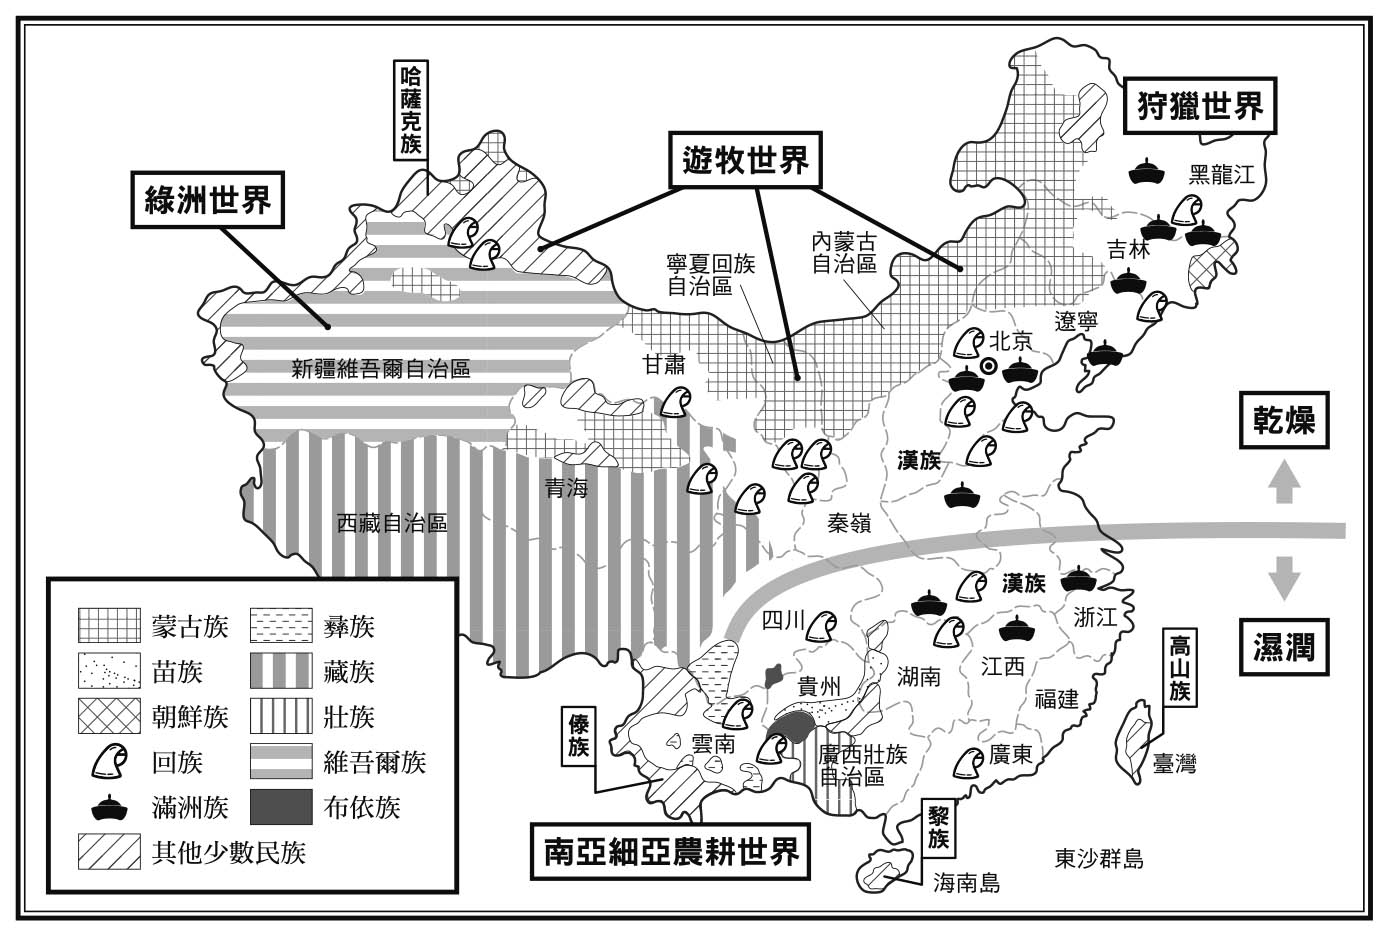 哈薩克族
狩獵世界
遊牧世界
綠洲世界
黑龍江
吉林
內蒙古
自治區
寧夏回族
自治區
遼寧
北京
甘肅
新疆維吾爾自治區
乾燥
漢族
青海
西藏自治區
秦嶺
漢族
浙江
四川
濕潤
高山族
江西
湖南
貴州
福建
傣族
雲南
廣西壯族
自治區
廣東
臺灣
黎族
南亞細亞農耕世界
東沙群島
海南島
蒙古族
彝族
苗族
藏族
朝鮮族
壯族
回族
維吾爾族
滿洲族
布依族
其他少數民族